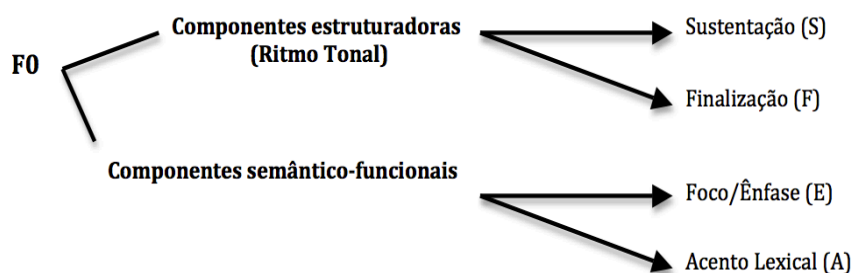 F0
Componentes estruturadoras
(Ritmo Tonal)
Sustentação (S)
Finalização (F)
Componentes semântico-funcionais
Foco/Ênfase (E)
Acento Lexical (A)